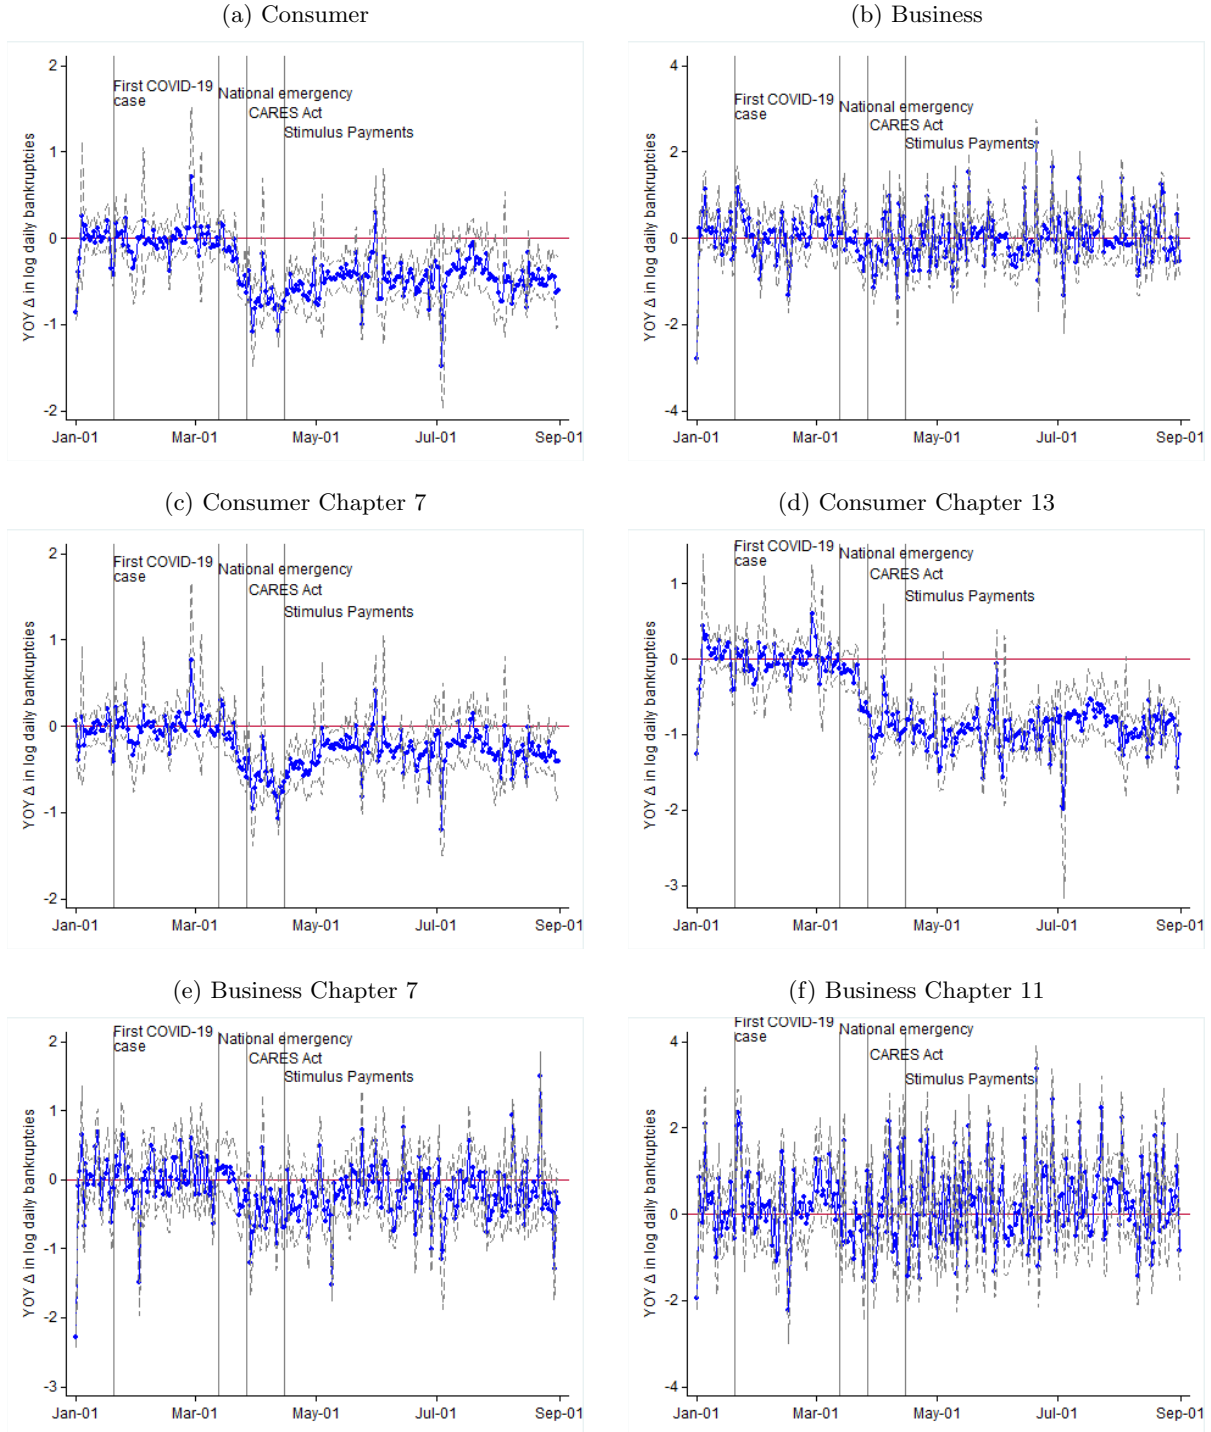 (a) Consumer
YOY Δ in log daily bankruptcies
2
1
0
-1
-2
First COVID-19
case
National emergency
CARES Act
Stimulus Payments
Jan-01
Mar-01
May-01
Jul-01
Sep-01
(b) Business
YOY Δ in log daily bankruptcies
4
2
0
-2
-4
First COVID-19
case
National emergency
CARES Act
Stimulus Payments
Jan-01
Mar-01
May-01
Jul-01
Sep-01
(c) Consumer Chapter 7
YOY Δ in log daily bankruptcies
2
1
0
-1
-2
First COVID-19
case
National emergency
CARES Act
Stimulus Payments
Jan-01
Mar-01
May-01
Jul-01
Sep-01
(d) Consumer Chapter 13
YOY Δ in log daily bankruptcies
1
0
-1
-2
-3
First COVID-19
case
National emergency
CARES Act
Stimulus Payments
Jan-01
Mar-01
May-01
Jul-01
Sep-01
(e) Business Chapter 7
YOY Δ in log daily bankruptcies
2
1
0
-1
-2
-3
First COVID-19
case
National emergency
CARES Act
Stimulus Payments
Jan-01
Mar-01
May-01
Jul-01
Sep-01
(f) Business Chapter 11
YOY Δ in log daily bankruptcies
4
2
0
-2
-4
First COVID-19
case
National emergency
CARES Act
Stimulus Payments
Jan-01
Mar-01
May-01
Jul-01
Sep-01